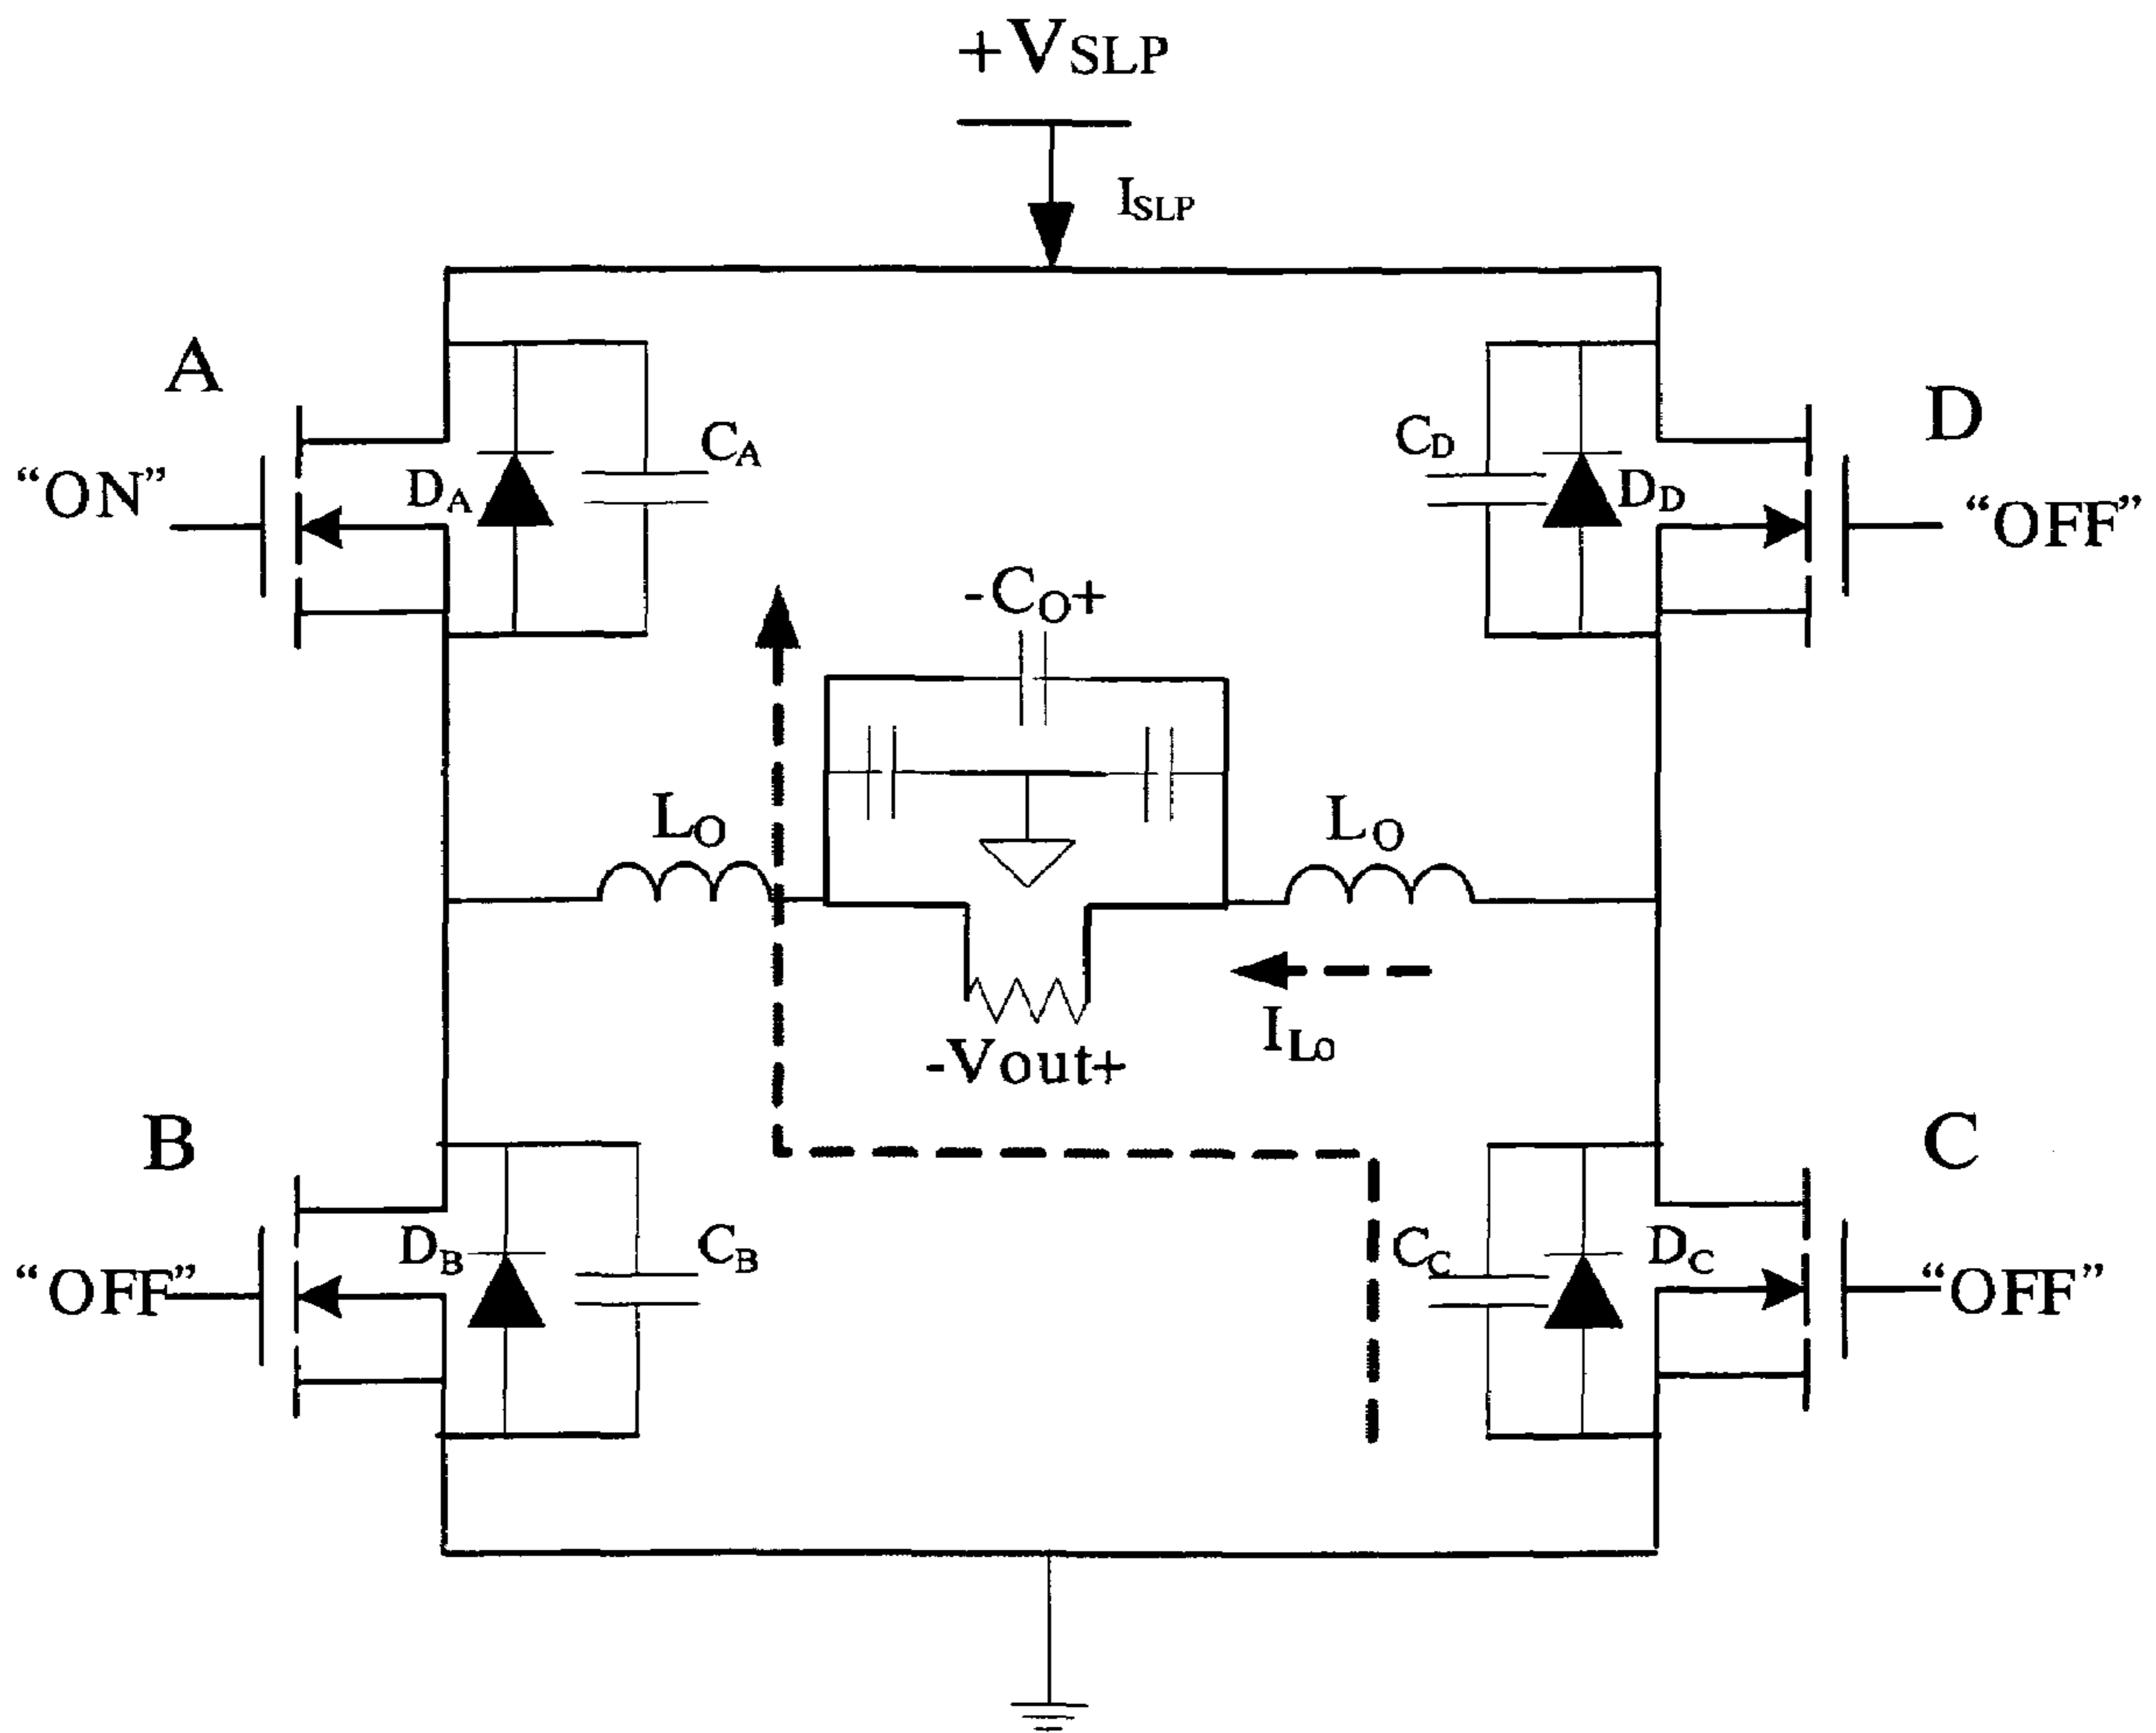 +VSLP
ISLP
A
D
CA
CD
DA
DD
“ON”
“OFF”
-CO+
LO
LO
ILO
-Vout+
B
C
DB
CB
CC
DC
“OFF”
“OFF”